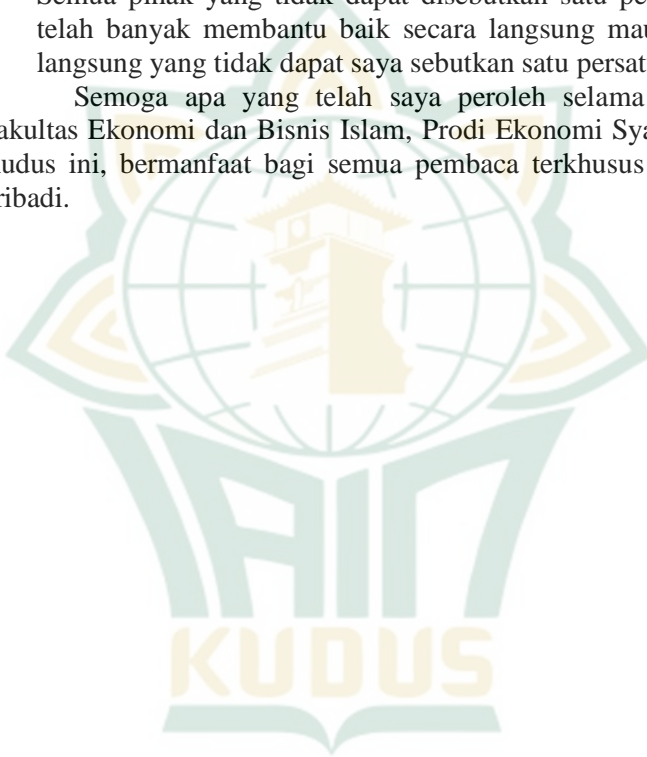 Semua pihak yang tidak dapat disebutkan satu pe
telah banyak membantu baik secara langsung mau
langsung yang tidak dapat saya sebutkan satu persat
Semoga apa yang telah saya peroleh selama
akultas Ekonomi dan Bisnis Islam, Prodi Ekonomi Sya
udus ini, bermanfaat bagi semua pembaca terkhusus
ribadi.
IAIN
KUDUS